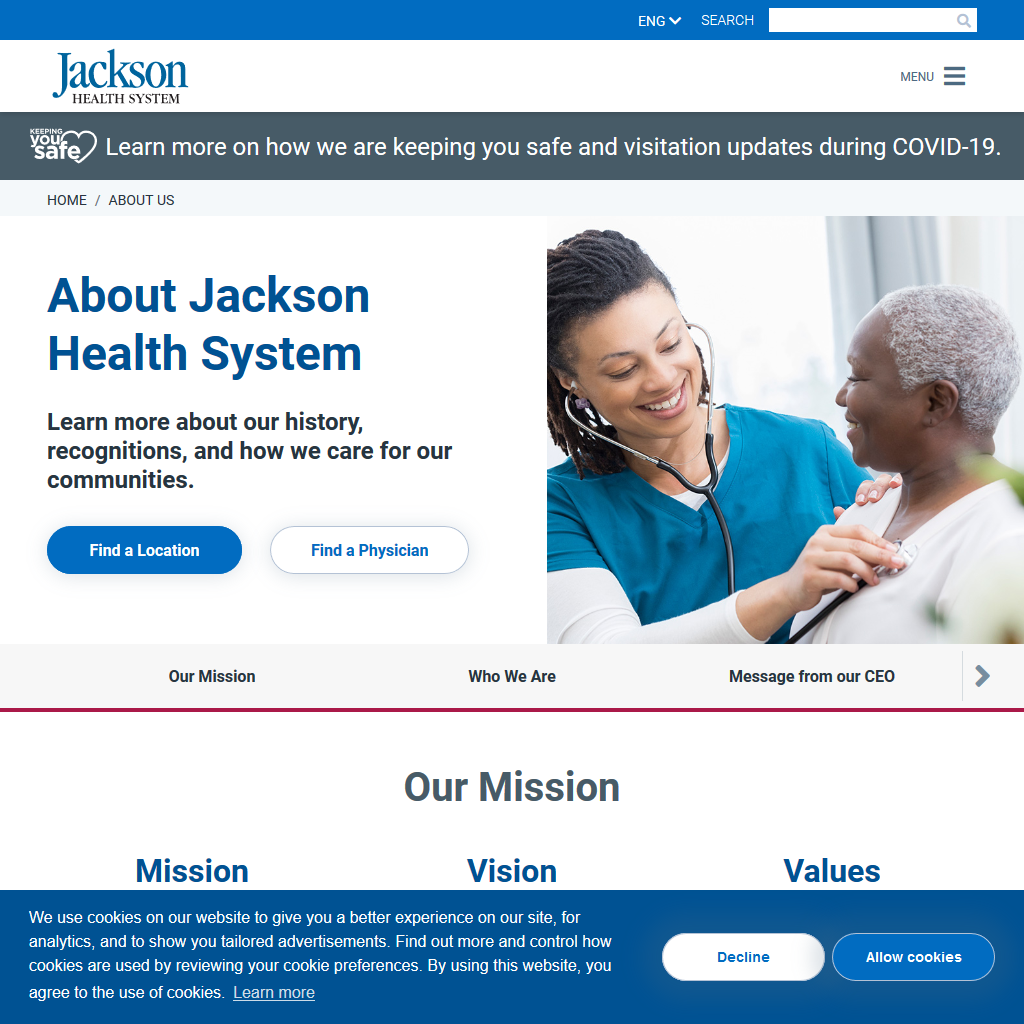 ENG SEARCH
Jackson
HEALTH SYSTEM
MENU
KEEPING
you
safe
Learn more on how we are keeping you safe and visitation updates during COVID-19.
HOME / ABOUT US
About Jackson
Health System
Learn more about our history,
recognitions, and how we care for our
communities.
Find a Location
Find a Physician
Our Mission
Who We Are
Message from our CEO
Our Mission
Mission
Vision
Values
We use cookies on our website to give you a better experience on our site, for
analytics, and to show you tailored advertisements. Find out more and control how
cookies are used by reviewing your cookie preferences. By using this website, you
agree to the use of cookies. Learn more
Decline
Allow cookies